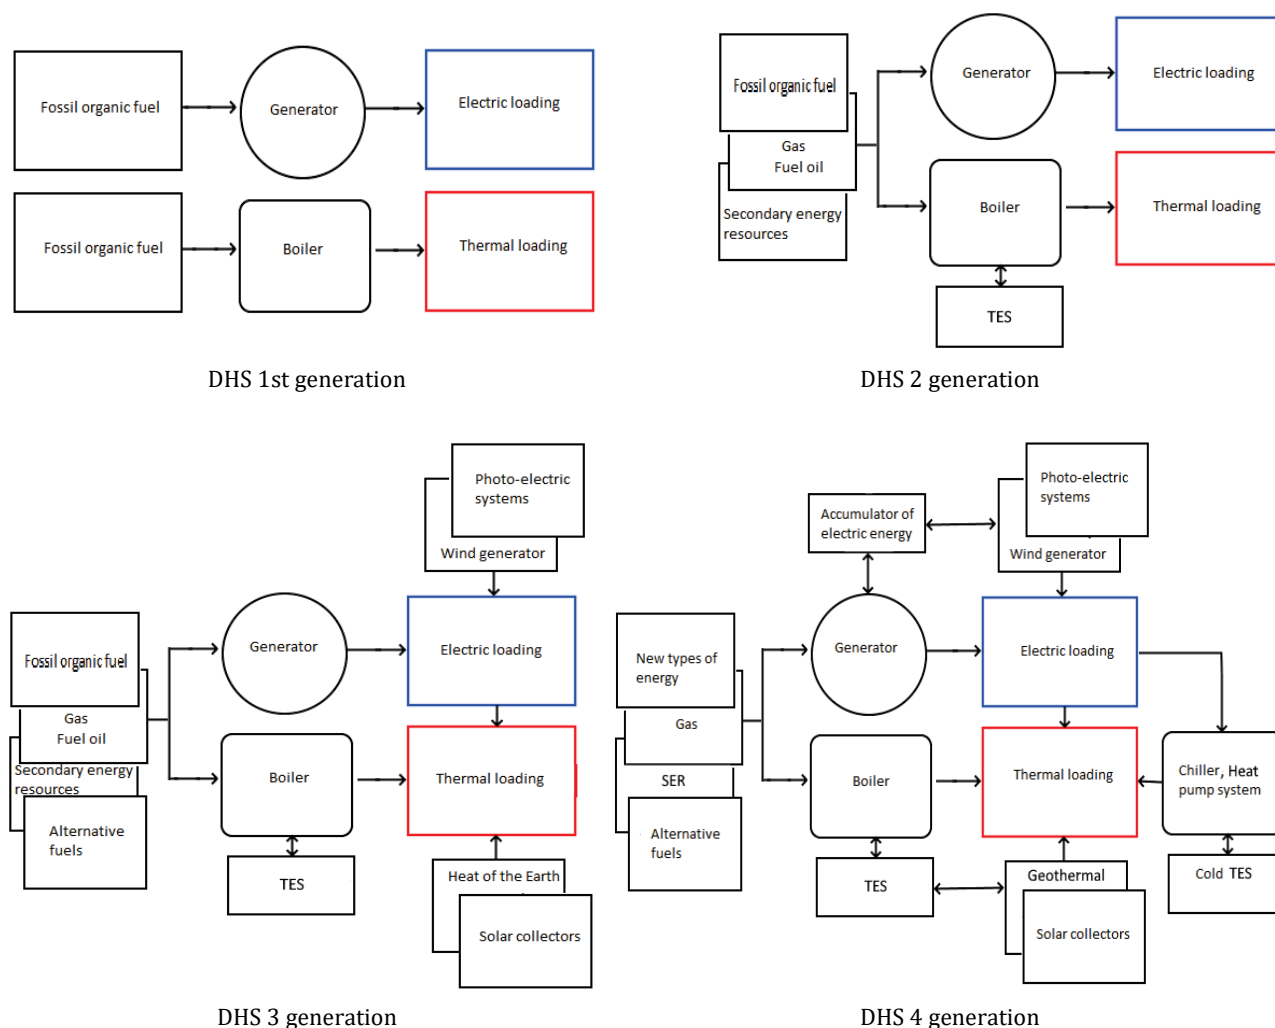 Fossil organic fuel
Generator
Electric loading
Fossil organic fuel
Boiler
Thermal loading
DHS 1st generation
Fossil organic fuel
Gas
Fuel oil
Secondary energy
resources
Generator
Electric loading
Boiler
Thermal loading
TES
DHS 2 generation
Photo-electric
systems
Wind generator
Fossil organic fuel
Gas
Fuel oil
Secondary energy
resources
Alternative
fuels
Generator
Electric loading
Boiler
Thermal loading
TES
Heat of the Earth
Solar collectors
DHS 3 generation
Accumulator of
electric energy
Photo-electric
systems
Wind generator
New types of
energy
Gas
SER
Alternative
fuels
Generator
Electric loading
Boiler
Thermal loading
Chiller, Heat
pump system
TES
Geothermal
Solar collectors
Cold TES
DHS 4 generation